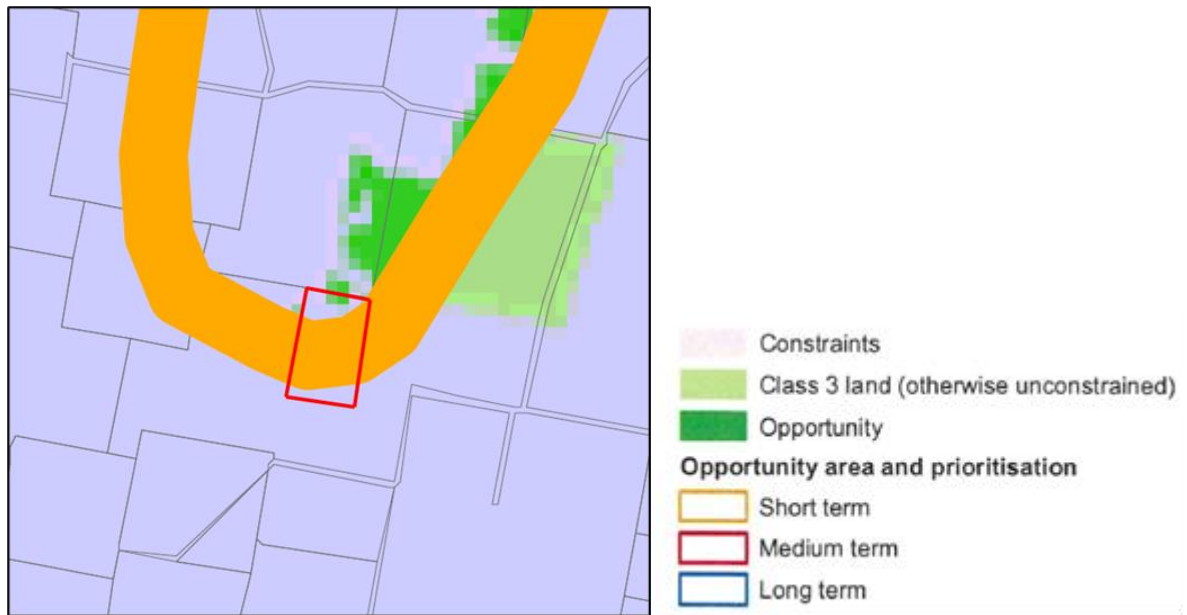 Constraints
Class 3 land (otherwise unconstrained)
Opportunity
Opportunity area and prioritisation
Short term
Medium term
Long term